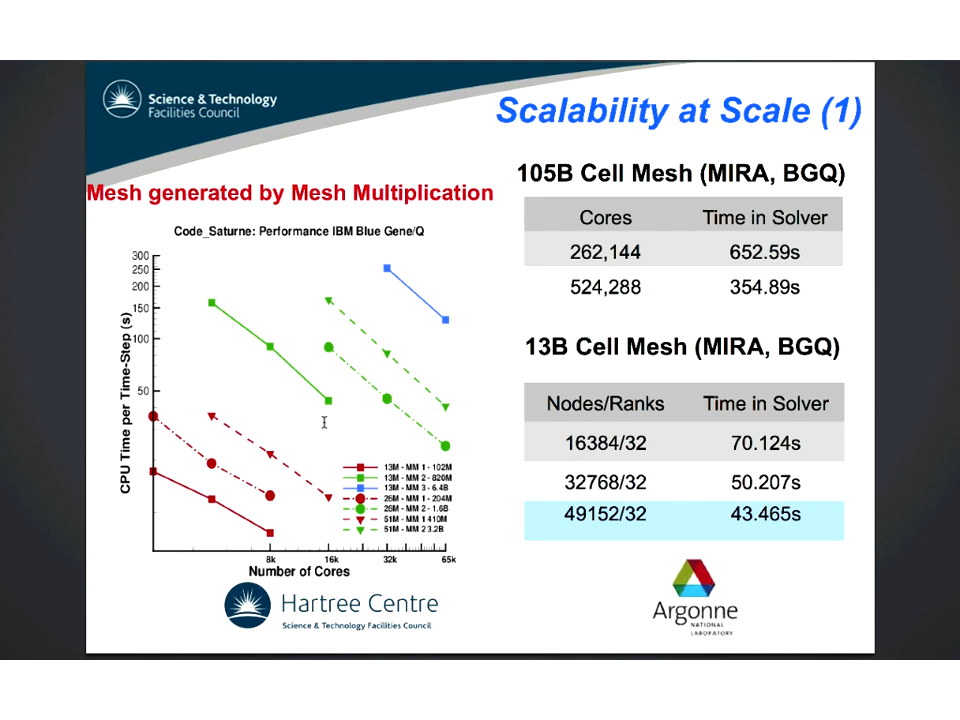 Science & Technology
Facilities Council
Scalability at Scale (1)
Mesh generated by Mesh Multiplication
Code_Saturne: Performance IBM Blue Gene/Q
CPU Time per Time-Step (s)
300
250
200
150
100
50
8k
16k
32k
65k
Number of Cores
13M - MM 1 - 102M
13M - MM 2 - 820M
13M - MM 3 - 6.4B
26M - MM 1 - 204M
26M - MM 2 - 1.6B
51M - MM 1 410M
51M - MM 2 3.2B
105B Cell Mesh (MIRA, BGQ)
Cores Time in Solver
262,144 652.59s
524,288 354.89s
13B Cell Mesh (MIRA, BGQ)
Nodes/Ranks Time in Solver
16384/32 70.124s
32768/32 50.207s
49152/32 43.465s
Hartree Centre
Science & Technology Facilities Council
Argonne
NATIONAL
LABORATORY